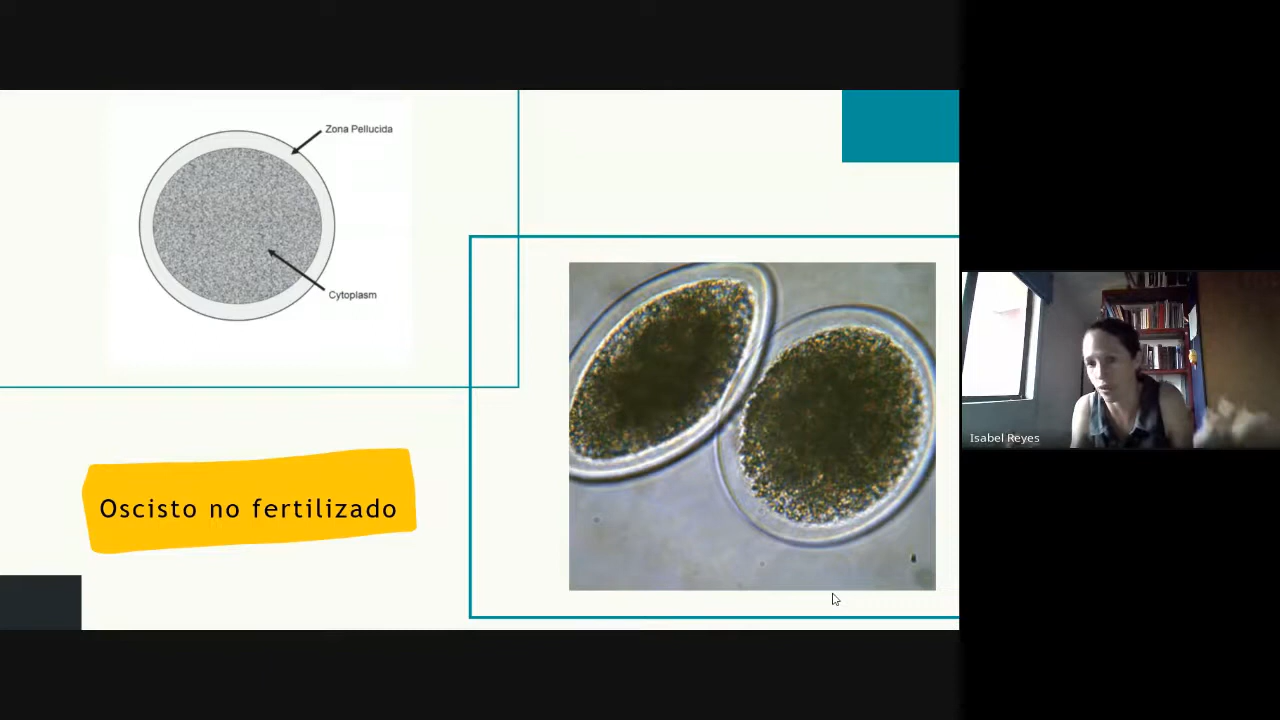 Zona Pellucida
Cytoplasm
Oscisto no fertilizado
Isabel Reyes